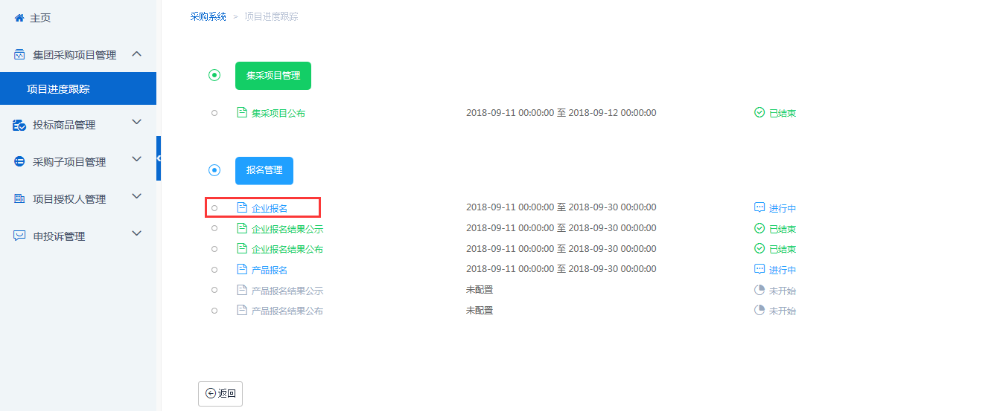 主页
集团采购项目管理
项目进度跟踪
投标商品管理
采购子项目管理
项目授权人管理
申投诉管理
采购系统 > 项目进度跟踪
集采项目管理
集采项目公布 2018-09-11 00:00:00 至 2018-09-12 00:00:00 已结束
报名管理
企业报名 2018-09-11 00:00:00 至 2018-09-30 00:00:00 进行中
企业报名结果公示 2018-09-11 00:00:00 至 2018-09-30 00:00:00 已结束
企业报名结果公布 2018-09-11 00:00:00 至 2018-09-30 00:00:00 已结束
产品报名 2018-09-11 00:00:00 至 2018-09-30 00:00:00 进行中
产品报名结果公示 未配置 未开始
产品报名结果公布 未配置 未开始
返回